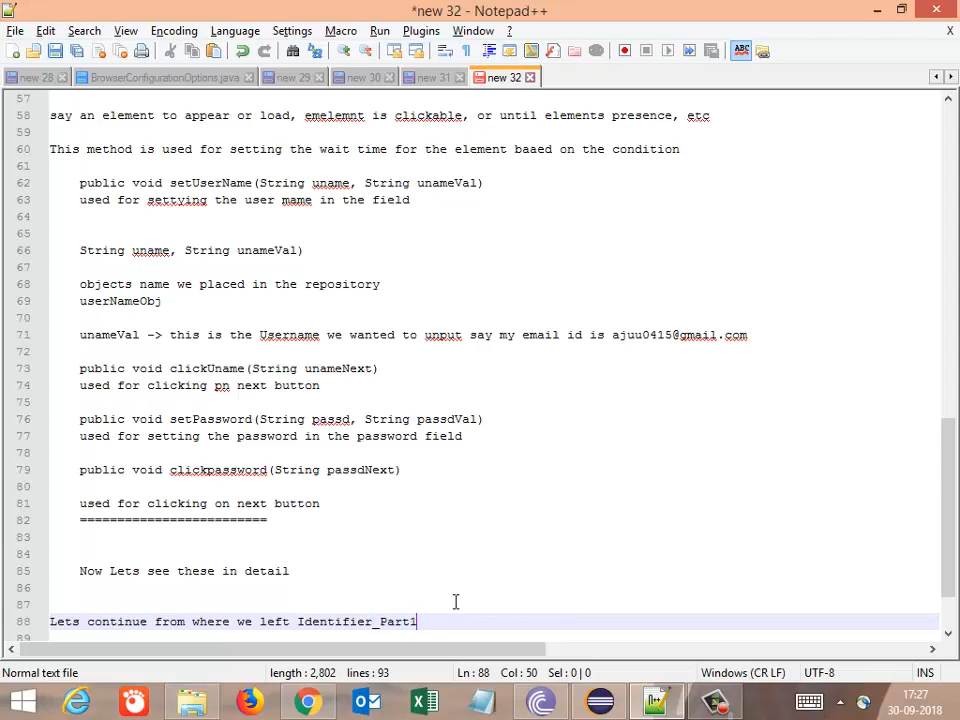 *new 32 - Notepad++
File Edit Search View Encoding Language Settings Macro Run Plugins Window ? X
new 28 BrowserConfigurationOptions.java new 29 new 30 new 31 new 32
57
58 say an element to appear or load, emelemnt is clickable, or until elements presence, etc
59
60 This method is used for setting the wait time for the element baaed on the condition
61
62 public void setUserName(String uname, String unameVal)
63 used for settying the user mame in the field
64
65
66 String uname, String unameVal)
67
68 objects name we placed in the repository
69 userNameObj
70
71 unameVal -> this is the Username we wanted to unput say my email id is ajuu0415@gmail.com
72
73 public void clickUname(String unameNext)
74 used for clicking pn next button
75
76 public void setPassword(String passd, String passdVal)
77 used for setting the password in the password field
78
79 public void clickpassword(String passdNext)
80
81 used for clicking on next button
82 =========================
83
84
85 Now Lets see these in detail
86
87
88 Lets continue from where we left Identifier_Part1
89
Normal text file length : 2,802 lines : 93 Ln : 88 Col : 50 Sel : 0 | 0 Windows (CR LF) UTF-8 INS
17:27
30-09-2018